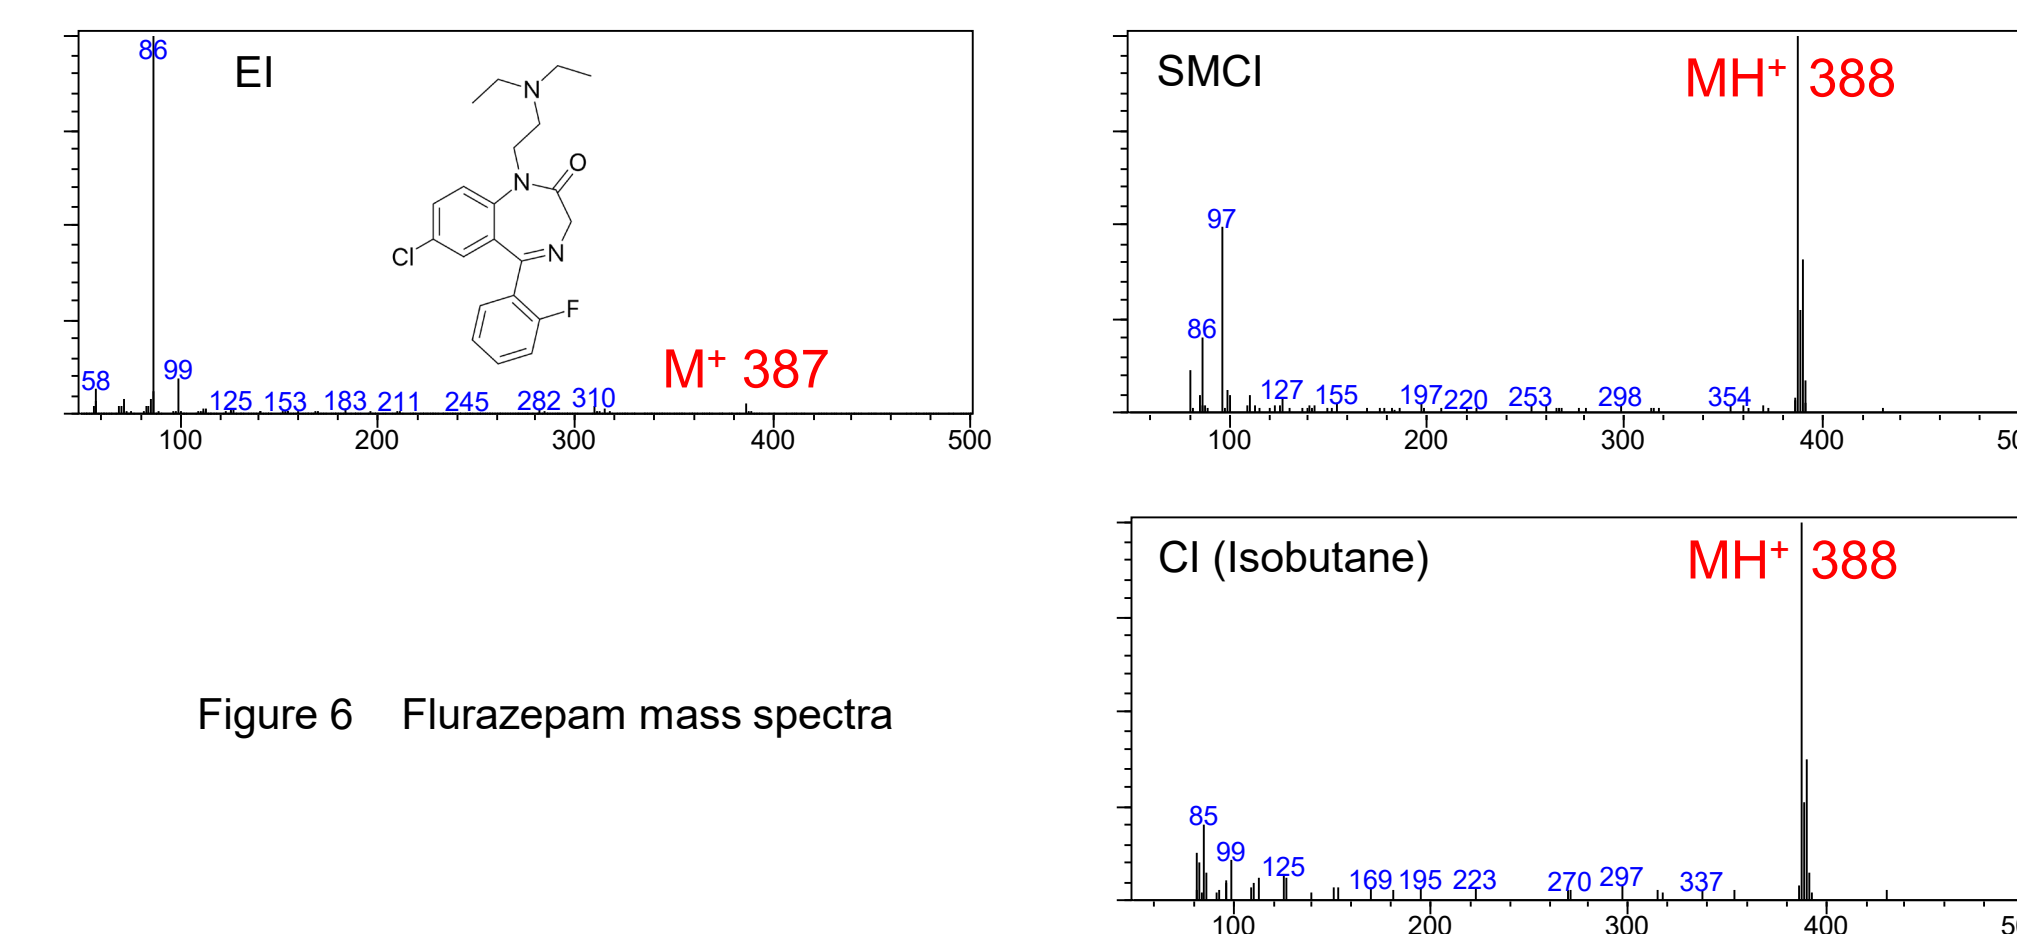 EI
86
N
N
O
Cl
N
F
M⁺ 387
58
99
125 153 183 211 245 282 310
100 200 300 400 500
SMCI
MH⁺ 388
97
86
127 155 197 220 253 298 354
100 200 300 400 50
CI (Isobutane)
MH⁺ 388
85
99
125
169 195 223 270 297 337
100 200 300 400 50
Figure 6 Flurazepam mass spectra